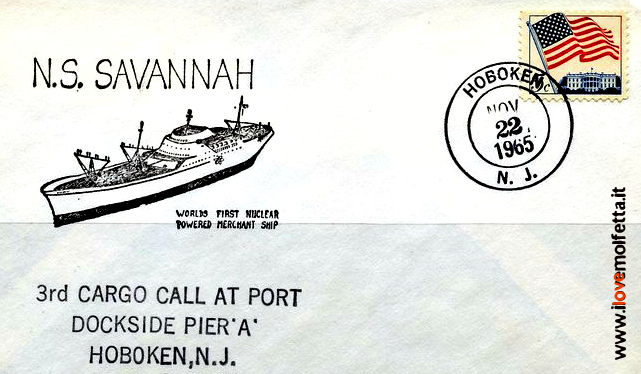 N.S. SAVANNAH
WORLDS FIRST NUCLEAR
POWERED MERCHANT SHIP
3rd CARGO CALL AT PORT
DOCKSIDE PIER'A'
HOBOKEN, N.J.
HOBOKEN
NOV
22
1965
N. J.
www.ilovemolfetta.it